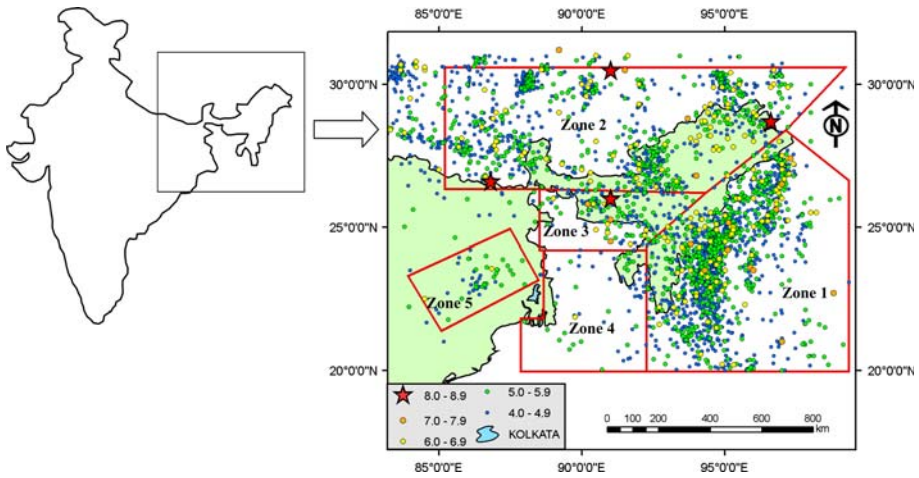 85°0'0"E 90°0'0"E 95°0'0"E
30°0'0"N 30°0'0"N
Zone 2
N
25°0'0"N 25°0'0"N
Zone 3
Zone 5
Zone 1
Zone 4
20°0'0"N 20°0'0"N
8.0 - 8.9 5.0 - 5.9
7.0 - 7.9 4.0 - 4.9
6.0 - 6.9 KOLKATA
0 50 100 200 400 600 800
km
85°0'0"E 90°0'0"E 95°0'0"E